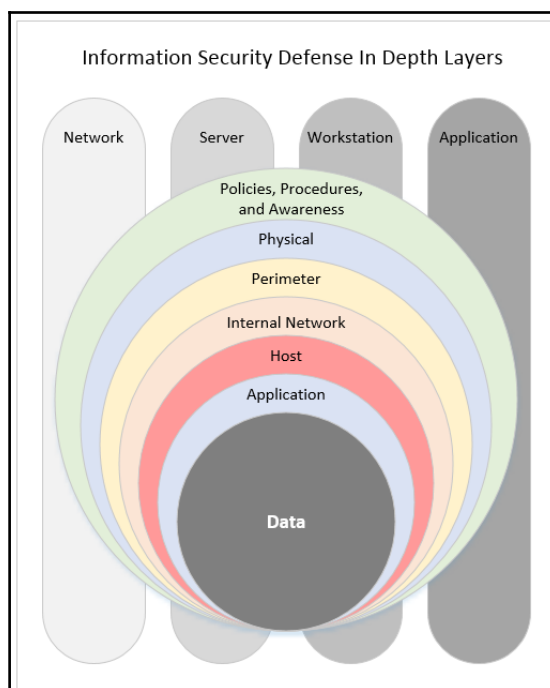 Information Security Defense In Depth Layers
Network Server Workstation Application
Policies, Procedures,
and Awareness
Physical
Perimeter
Internal Network
Host
Application
Data